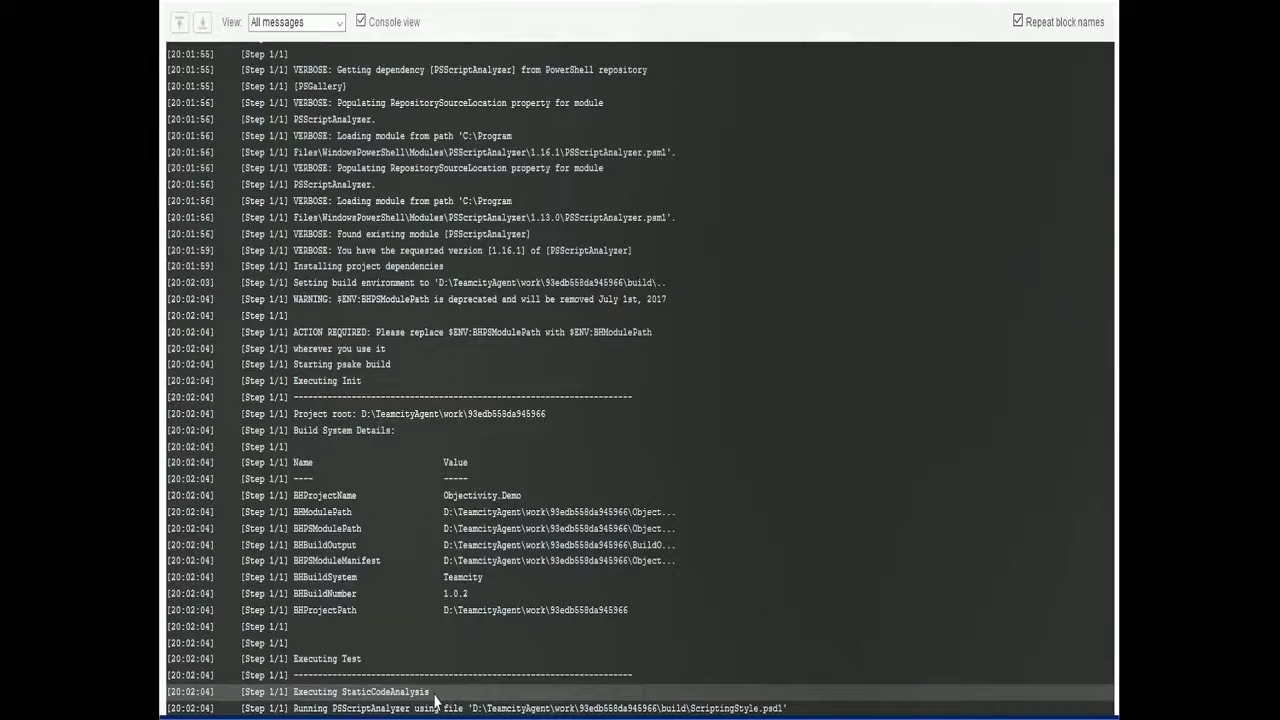 View: All messages Console view Repeat block names
[20:01:55] [Step 1/1]
[20:01:55] [Step 1/1] VERBOSE: Getting dependency [PSScriptAnalyzer] from PowerShell repository
[20:01:55] [Step 1/1] [PSGallery]
[20:01:56] [Step 1/1] VERBOSE: Populating RepositorySourceLocation property for module
[20:01:56] [Step 1/1] PSScriptAnalyzer.
[20:01:56] [Step 1/1] VERBOSE: Loading module from path 'C:\Program
[20:01:56] [Step 1/1] Files\WindowsPowerShell\Modules\PSScriptAnalyzer\1.16.1\PSScriptAnalyzer.psm1'.
[20:01:56] [Step 1/1] VERBOSE: Populating RepositorySourceLocation property for module
[20:01:56] [Step 1/1] PSScriptAnalyzer.
[20:01:56] [Step 1/1] VERBOSE: Loading module from path 'C:\Program
[20:01:56] [Step 1/1] Files\WindowsPowerShell\Modules\PSScriptAnalyzer\1.13.0\PSScriptAnalyzer.psm1'.
[20:01:56] [Step 1/1] VERBOSE: Found existing module [PSScriptAnalyzer]
[20:01:59] [Step 1/1] VERBOSE: You have the requested version [1.16.1] of [PSScriptAnalyzer]
[20:01:59] [Step 1/1] Installing project dependencies
[20:02:03] [Step 1/1] Setting build environment to 'D:\TeamcityAgent\work\93edb558da945966\build\..
[20:02:04] [Step 1/1] WARNING: $ENV:BHPSModulePath is deprecated and will be removed July 1st, 2017
[20:02:04] [Step 1/1]
[20:02:04] [Step 1/1] ACTION REQUIRED: Please replace $ENV:BHPSModulePath with $ENV:BHModulePath
[20:02:04] [Step 1/1] wherever you use it
[20:02:04] [Step 1/1] Starting psake build
[20:02:04] [Step 1/1] Executing Init
[20:02:04] [Step 1/1] ----------------------------------------------------------------------
[20:02:04] [Step 1/1] Project root: D:\TeamcityAgent\work\93edb558da945966
[20:02:04] [Step 1/1] Build System Details:
[20:02:04] [Step 1/1]
[20:02:04] [Step 1/1] Name Value
[20:02:04] [Step 1/1] ---- -----
[20:02:04] [Step 1/1] BHProjectName Objectivity.Demo
[20:02:04] [Step 1/1] BHModulePath D:\TeamcityAgent\work\93edb558da945966\Object...
[20:02:04] [Step 1/1] BHPSModulePath D:\TeamcityAgent\work\93edb558da945966\Object...
[20:02:04] [Step 1/1] BHBuildOutput D:\TeamcityAgent\work\93edb558da945966\BuildO...
[20:02:04] [Step 1/1] BHPSModuleManifest D:\TeamcityAgent\work\93edb558da945966\Object...
[20:02:04] [Step 1/1] BHBuildSystem Teamcity
[20:02:04] [Step 1/1] BHBuildNumber 1.0.2
[20:02:04] [Step 1/1] BHProjectPath D:\TeamcityAgent\work\93edb558da945966
[20:02:04] [Step 1/1]
[20:02:04] [Step 1/1]
[20:02:04] [Step 1/1] Executing Test
[20:02:04] [Step 1/1] ----------------------------------------------------------------------
[20:02:04] [Step 1/1] Executing StaticCodeAnalysis
[20:02:04] [Step 1/1] Running PSScriptAnalyzer using file 'D:\TeamcityAgent\work\93edb558da945966\build\ScriptingStyle.psd1'